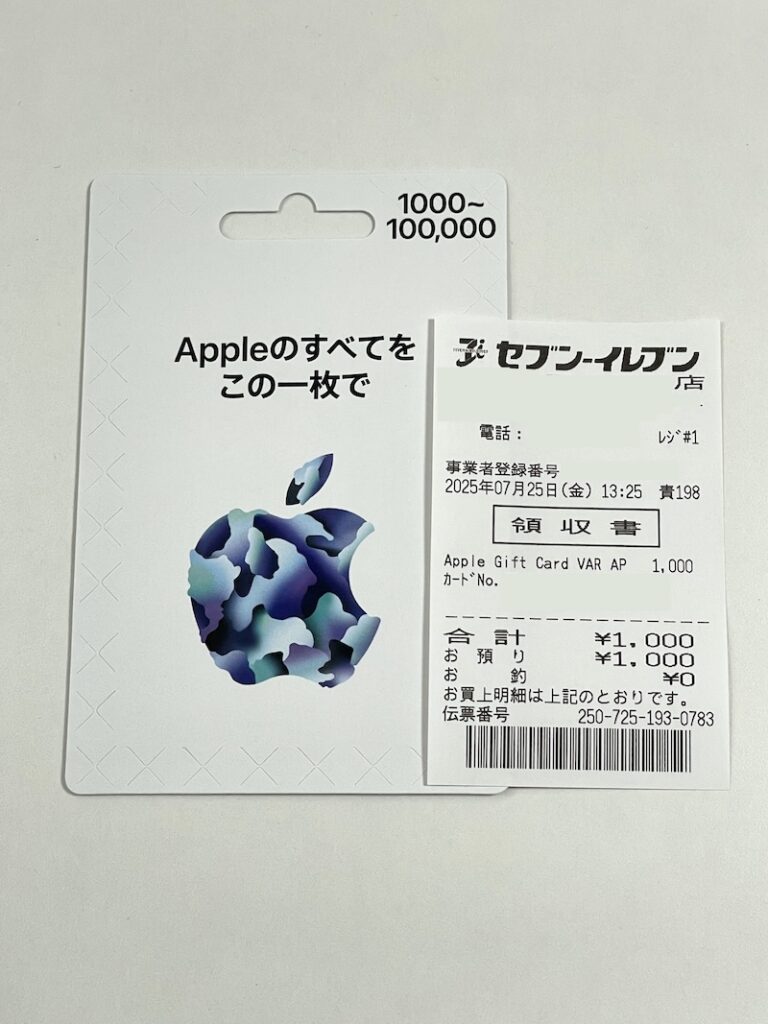 1000~
100,000
Appleのすべてを
この一枚で
セブン-イレブン
店
電話:
ﾚｼﾞ#1
事業者登録番号
2025年07月25日(金) 13:25 責198
領収書
Apple Gift Card VAR AP 1,000
ｶｰﾄﾞNo.
合計 ¥1,000
お預り ¥1,000
お釣 ¥0
お買上明細は上記のとおりです。
伝票番号 250-725-193-0783